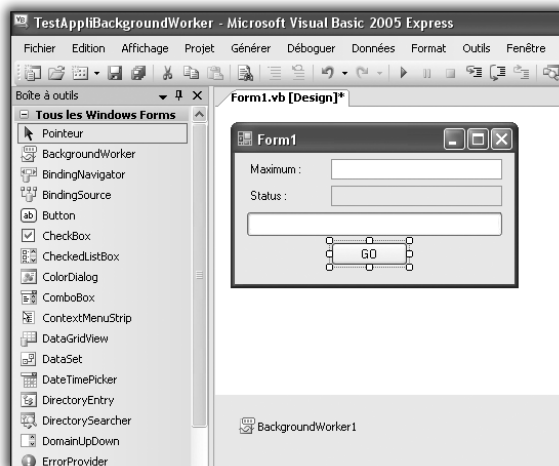 TestAppliBackgroundWorker - Microsoft Visual Basic 2005 Express
Fichier Edition Affichage Projet Générer Déboguer Données Format Outils Fenêtre
Boîte à outils
Form1.vb [Design]*
Tous les Windows Forms
Pointeur
BackgroundWorker
BindingNavigator
BindingSource
ab Button
CheckBox
CheckedListBox
ColorDialog
ComboBox
ContextMenuStrip
DataGridView
DataSet
DateTimePicker
DirectoryEntry
DirectorySearcher
DomainUpDown
ErrorProvider
Form1
Maximum :
Status :
GO
BackgroundWorker1